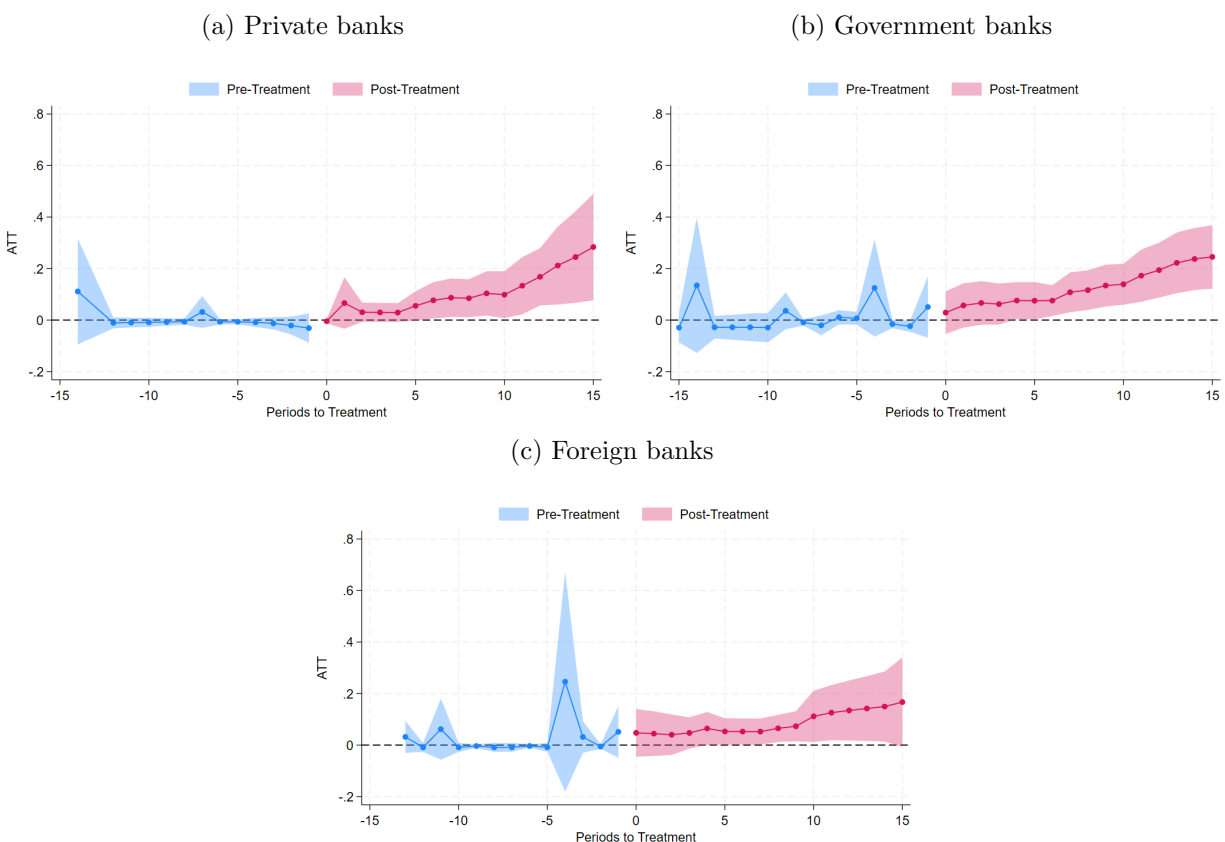 (a) Private banks
(b) Government banks
Pre-Treatment Post-Treatment
Pre-Treatment Post-Treatment
.8
.6
.4
.2
0
-.2
ATT
-15 -10 -5 0 5 10 15
Periods to Treatment
.8
.6
.4
.2
0
-.2
ATT
-15 -10 -5 0 5 10 15
Periods to Treatment
(c) Foreign banks
Pre-Treatment Post-Treatment
.8
.6
.4
.2
0
-.2
ATT
-15 -10 -5 0 5 10 15
Periods to Treatment